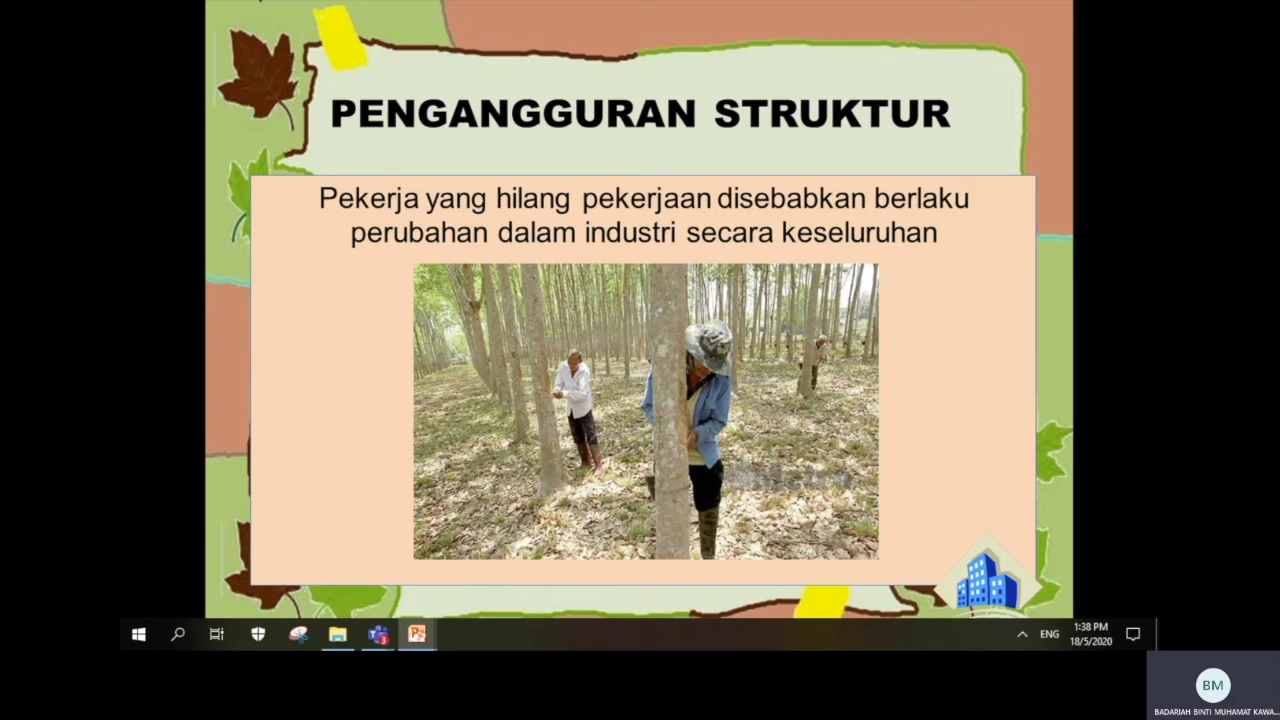 PENGANGGURAN STRUKTUR
Pekerja yang hilang pekerjaan disebabkan berlaku
perubahan dalam industri secara keseluruhan
3
ENG
1:38 PM
18/5/2020
BM
BADARIAH BINTI MUHAMAT KAWA...